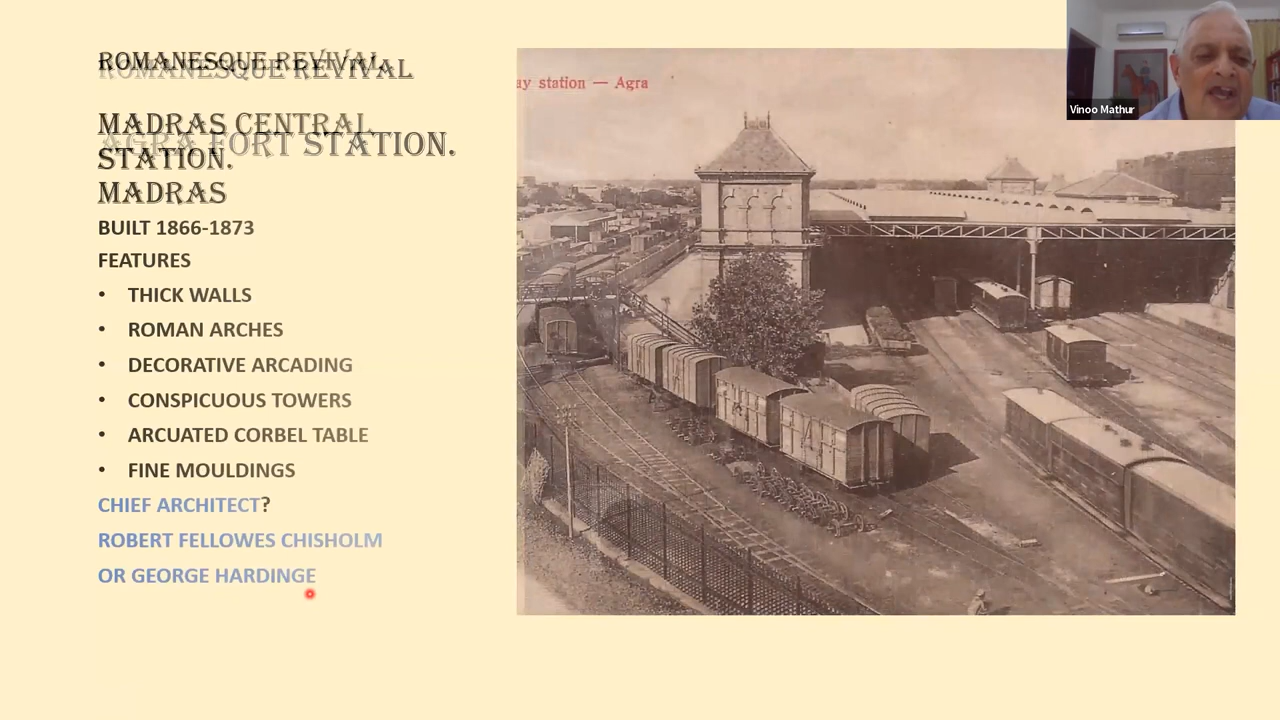 ROMANESQUE REVIVAL
ROMANESQUE REVIVAL
MADRAS CENTRAL
AGRA FORT STATION.
STATION.
MADRAS
BUILT 1866-1873
FEATURES
• THICK WALLS
• ROMAN ARCHES
• DECORATIVE ARCADING
• CONSPICUOUS TOWERS
• ARCUATED CORBEL TABLE
• FINE MOULDINGS
CHIEF ARCHITECT?
ROBERT FELLOWES CHISHOLM
OR GEORGE HARDINGE
ay station — Agra
Vinoo Mathur